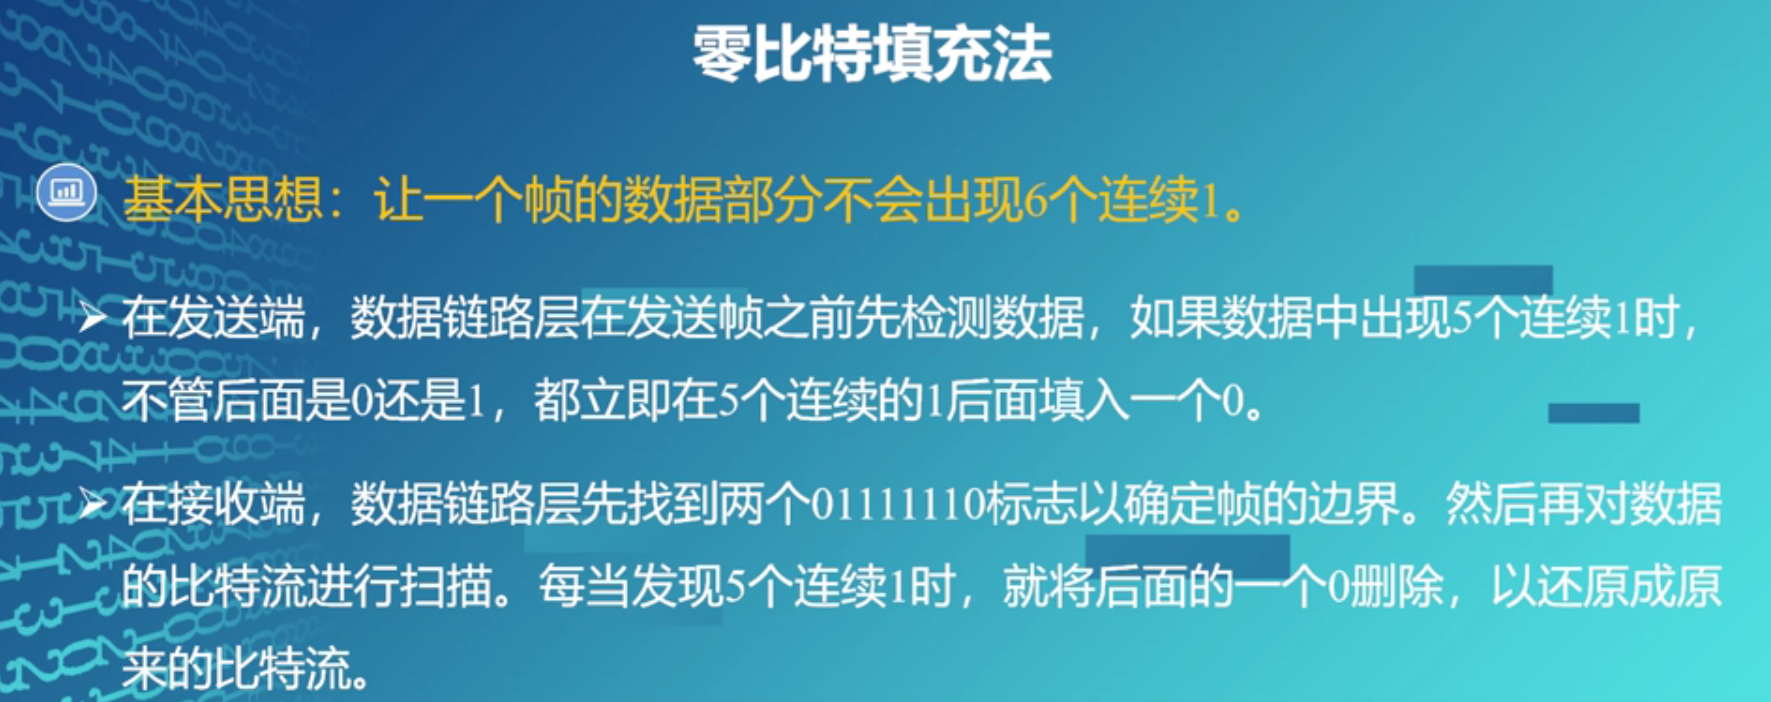 零比特填充法
基本思想：让一个帧的数据部分不会出现6个连续1。
在发送端，数据链路层在发送帧之前先检测数据，如果数据中出现5个连续1时，
不管后面是0还是1，都立即在5个连续的1后面填入一个0。
在接收端，数据链路层先找到两个01111110标志以确定帧的边界。然后再对数据
的比特流进行扫描。每当发现5个连续1时，就将后面的一个0删除，以还原成原
来的比特流。